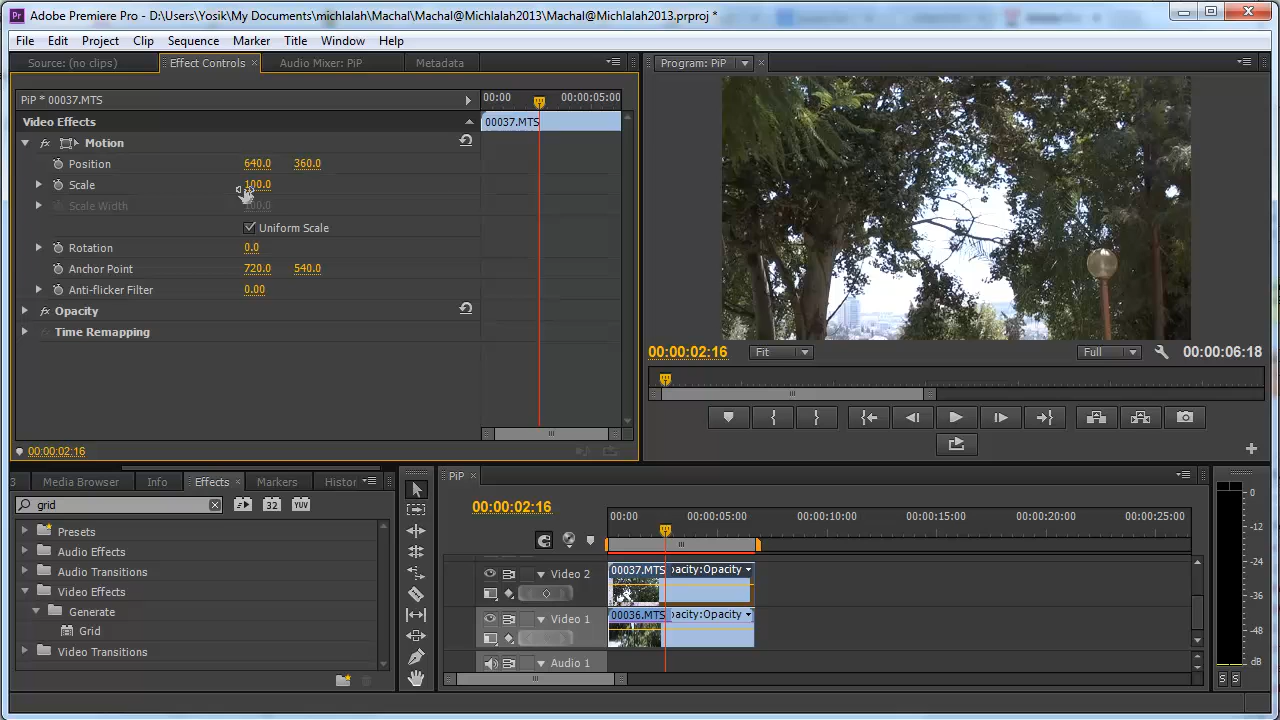 Adobe Premiere Pro - D:\Users\Yosik\My Documents\michlalah\Machal\Machal@Michlalah2013\Machal@Michlalah2013.prproj *
File Edit Project Clip Sequence Marker Title Window Help
Source: (no clips) Effect Controls Audio Mixer: PiP Metadata
Program: PiP
PiP * 00037.MTS
00:00 00:00:05:00
Video Effects
00037.MTS
Motion
Position 640.0 360.0
Scale 100.0
Scale Width 100.0
Uniform Scale
Rotation 0.0
Anchor Point 720.0 540.0
Anti-flicker Filter 0.00
Opacity
Time Remapping
00:00:02:16
00:00:02:16 Fit Full 00:00:06:18
3 Media Browser Info Effects Markers Histor
grid
32 YUV
Presets
Audio Effects
Audio Transitions
Video Effects
Generate
Grid
Video Transitions
PiP
00:00:02:16
00:00 00:00:05:00 00:00:10:00 00:00:15:00 00:00:20:00 00:00:25:00
Video 2 00037.MTS pacity:Opacity
Video 1 00036.MTS pacity:Opacity
Audio 1
0
-12
-24
-36
-48
dB
S S